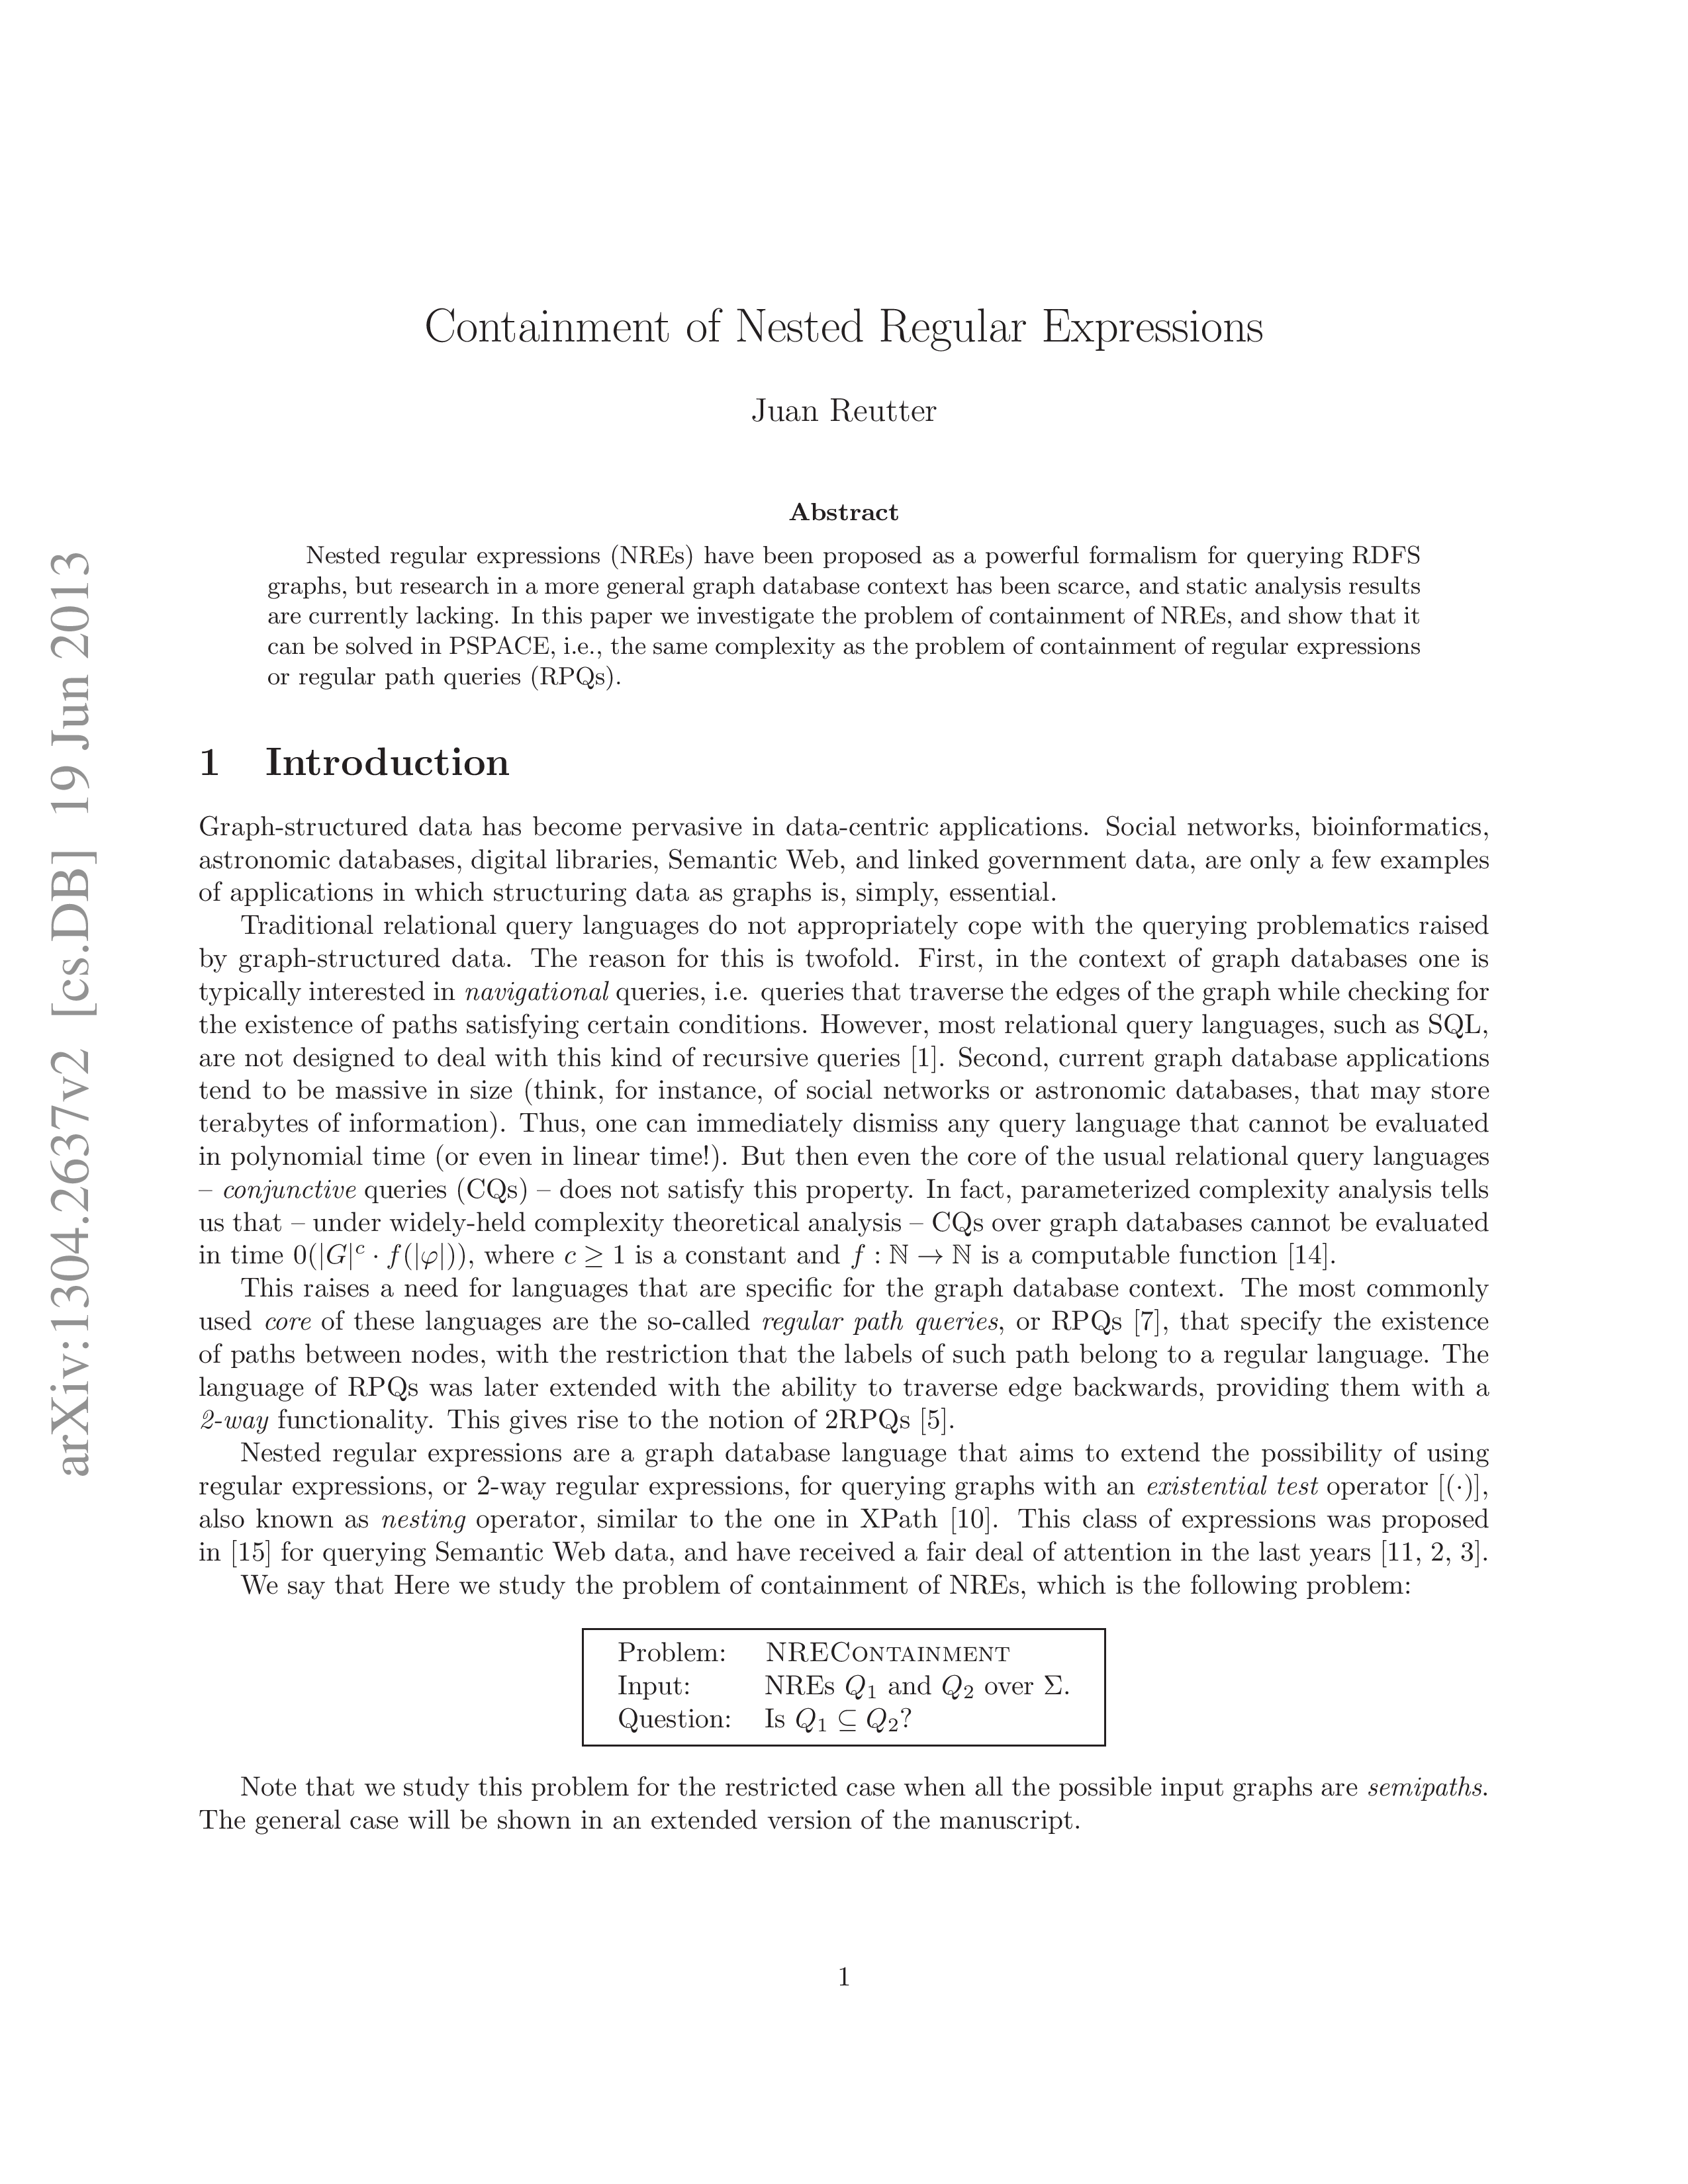 Containment of Nested Regular Expressions
Juan Reutter
Abstract
Nested regular expressions (NREs) have been proposed as a powerful formalism for querying RDFS
graphs, but research in a more general graph database context has been scarce, and static analysis results
are currently lacking. In this paper we investigate the problem of containment of NREs, and show that it
can be solved in PSPACE, i.e., the same complexity as the problem of containment of regular expressions
or regular path queries (RPQs).
1 Introduction
Graph-structured data has become pervasive in data-centric applications. Social networks, bioinformatics,
astronomic databases, digital libraries, Semantic Web, and linked government data, are only a few examples
of applications in which structuring data as graphs is, simply, essential.
Traditional relational query languages do not appropriately cope with the querying problematics raised
by graph-structured data. The reason for this is twofold. First, in the context of graph databases one is
typically interested in navigational queries, i.e. queries that traverse the edges of the graph while checking for
the existence of paths satisfying certain conditions. However, most relational query languages, such as SQL,
are not designed to deal with this kind of recursive queries [1]. Second, current graph database applications
tend to be massive in size (think, for instance, of social networks or astronomic databases, that may store
terabytes of information). Thus, one can immediately dismiss any query language that cannot be evaluated
in polynomial time (or even in linear time!). But then even the core of the usual relational query languages
– conjunctive queries (CQs) – does not satisfy this property. In fact, parameterized complexity analysis tells
us that – under widely-held complexity theoretical analysis – CQs over graph databases cannot be evaluated
in time 0(|G|ᶜ · f(|φ|)), where c ≥ 1 is a constant and f : ℕ → ℕ is a computable function [14].
This raises a need for languages that are specific for the graph database context. The most commonly
used core of these languages are the so-called regular path queries, or RPQs [7], that specify the existence
of paths between nodes, with the restriction that the labels of such path belong to a regular language. The
language of RPQs was later extended with the ability to traverse edge backwards, providing them with a
2-way functionality. This gives rise to the notion of 2RPQs [5].
Nested regular expressions are a graph database language that aims to extend the possibility of using
regular expressions, or 2-way regular expressions, for querying graphs with an existential test operator [(·)],
also known as nesting operator, similar to the one in XPath [10]. This class of expressions was proposed
in [15] for querying Semantic Web data, and have received a fair deal of attention in the last years [11, 2, 3].
We say that Here we study the problem of containment of NREs, which is the following problem:
Problem: NREContainment
Input: NREs Q₁ and Q₂ over Σ.
Question: Is Q₁ ⊆ Q₂?
Note that we study this problem for the restricted case when all the possible input graphs are semipaths.
The general case will be shown in an extended version of the manuscript.
1
arXiv:1304.2637v2 [cs.DB] 19 Jun 2013